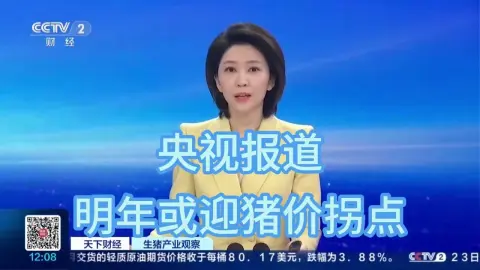 CCTV 2
财经
央视报道
明年或迎猪价拐点
天下财经 生猪产业观察
12:08 周交货的轻质原油期货价格收于每桶80.17美元,跌幅为3.88%。 CCTV 2 23日